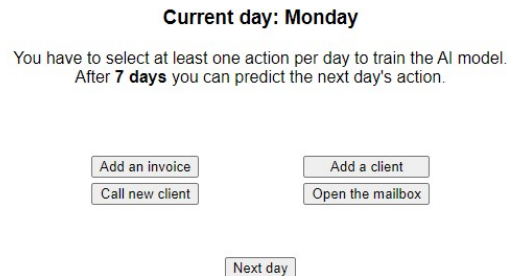 Current day: Monday
You have to select at least one action per day to train the AI model.
After 7 days you can predict the next day's action.
Add an invoice
Add a client
Call new client
Open the mailbox
Next day